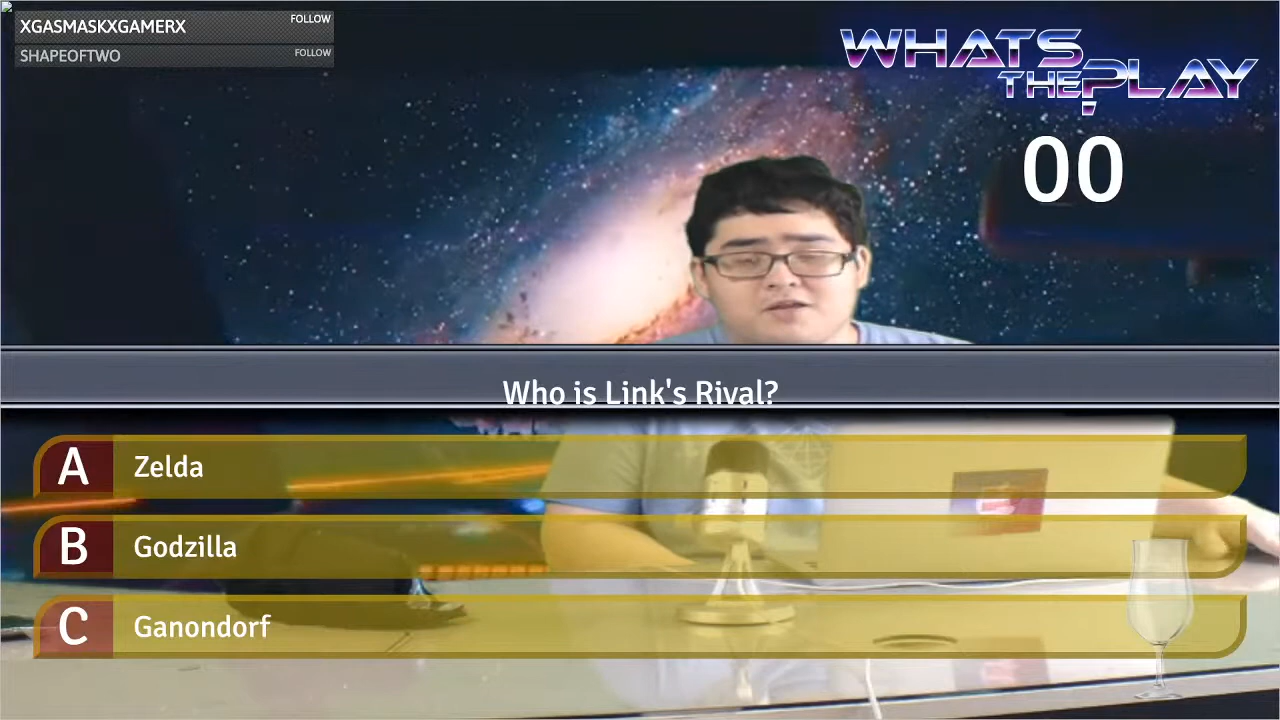 XGASMASKXGAMERX FOLLOW
SHAPEOFTWO FOLLOW
WHATS
THE PLAY
00
Who is Link's Rival?
A Zelda
B Godzilla
C Ganondorf